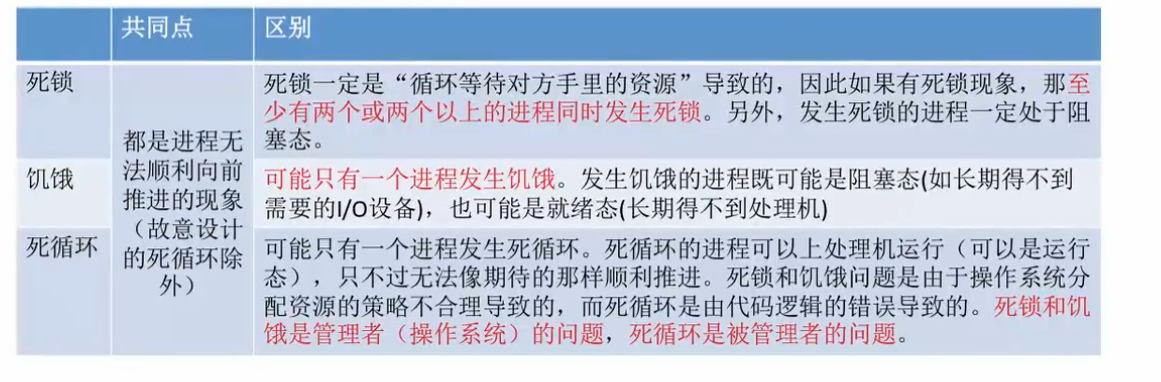 共同点
区别
死锁
死锁一定是“循环等待对方手里的资源”导致的，因此如果有死锁现象，那至
少有两个或两个以上的进程同时发生死锁。另外，发生死锁的进程一定处于阻
塞态。
都是进程无
法顺利向前
推进的现象
（故意设计
的死循环除
外）
饥饿
可能只有一个进程发生饥饿。发生饥饿的进程既可能是阻塞态(如长期得不到
需要的I/O设备)，也可能是就绪态(长期得不到处理机)
死循环
可能只有一个进程发生死循环。死循环的进程可以上处理机运行（可以是运行
态），只不过无法像期待的那样顺利推进。死锁和饥饿问题是由于操作系统分
配资源的策略不合理导致的，而死循环是由代码逻辑的错误导致的。死锁和饥
饿是管理者（操作系统）的问题，死循环是被管理者的问题。